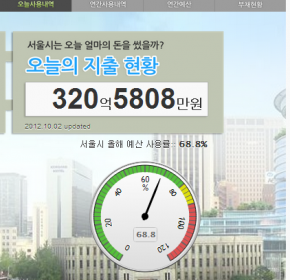 오늘사용내역 연간사용내역 연간예산 부채현황
서울시는 오늘 얼마의 돈을 썼을까?
오늘의 지출 현황
320억5808만원
2012.10.02 updated
서울시 올해 예산 사용률 : 68.8%
0 20 40 60 80 100 120
%
68.8